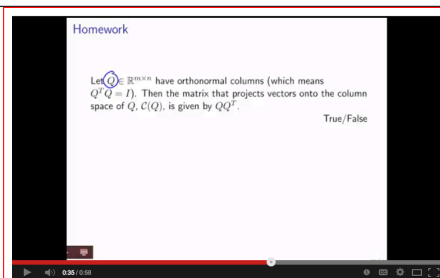 Homework
Let Q ∈ ℝ^{m×n} have orthonormal columns (which means
Q^T Q = I). Then the matrix that projects vectors onto the column
space of Q, C(Q), is given by QQ^T.
True/False
0:35 / 0:58